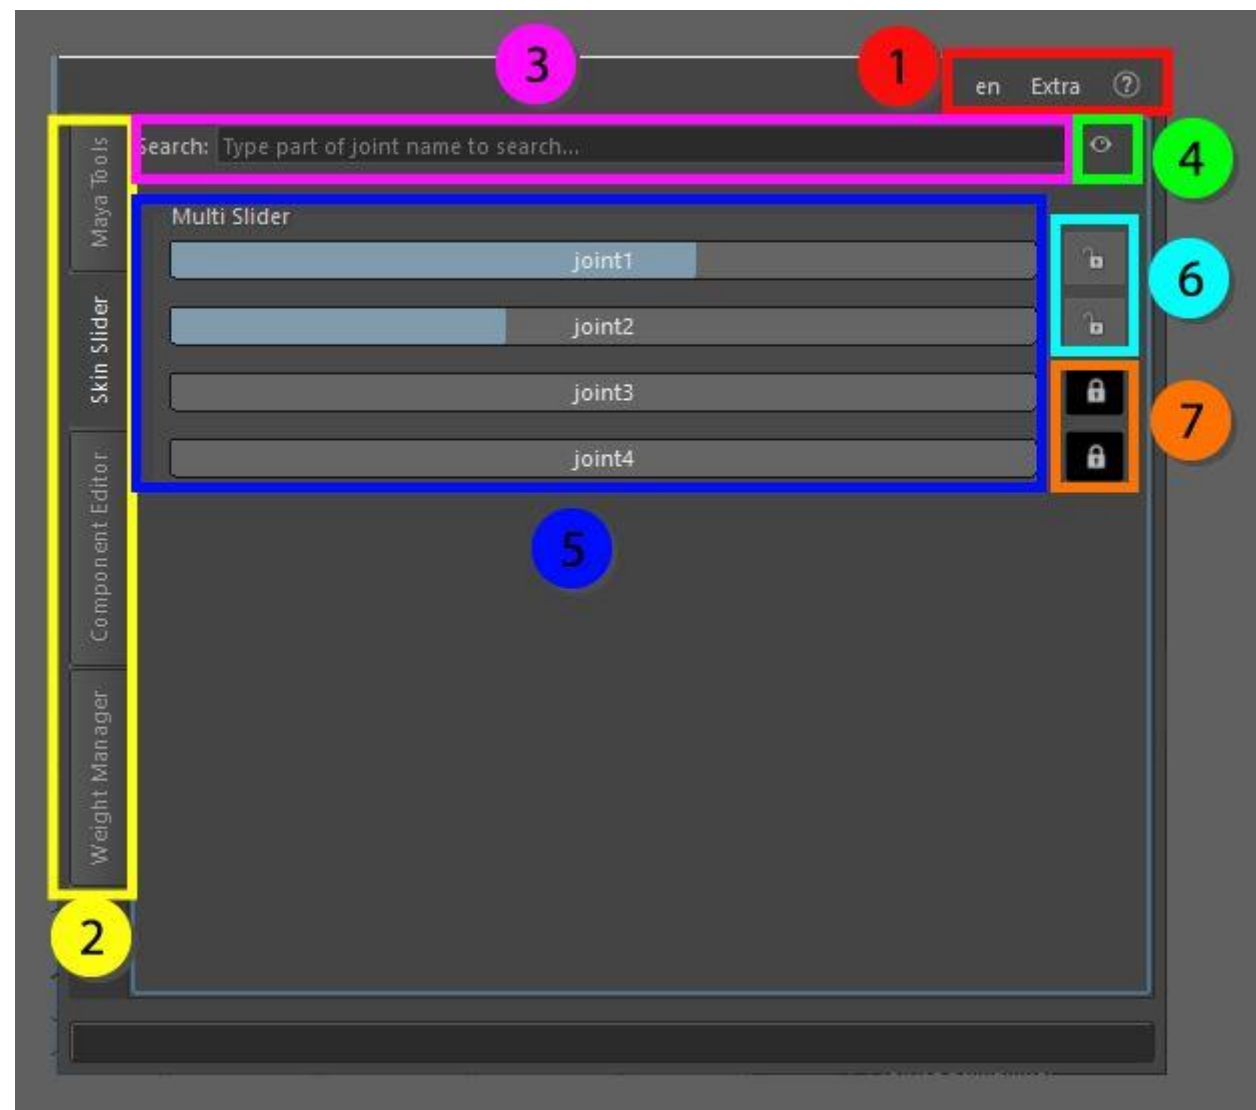 3
1
en Extra ?
Search: Type part of joint name to search...
4
Maya Tools
Skin Slider
Component Editor
Weight Manager
2
Multi Slider
joint1
joint2
joint3
joint4
6
7
5